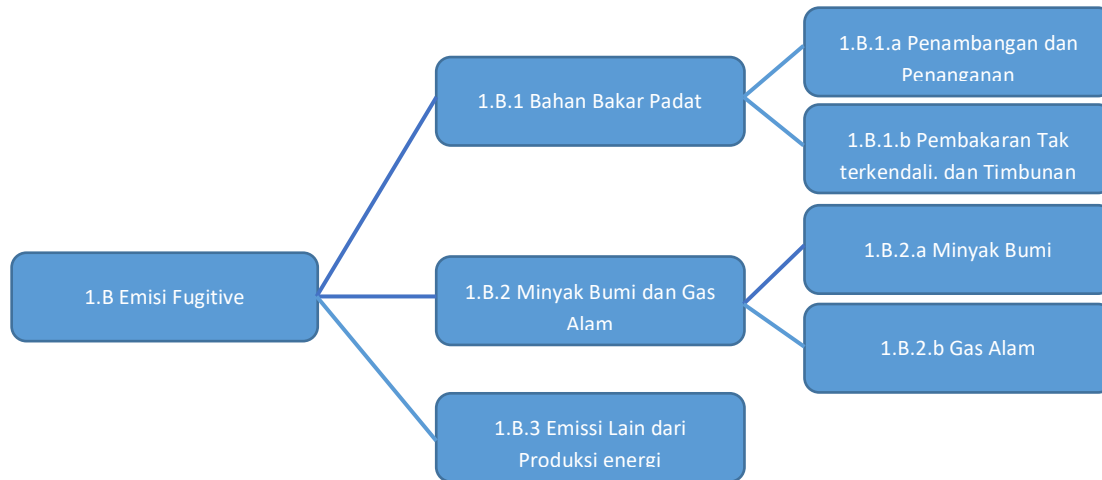 1.B Emisi Fugitive
1.B.1 Bahan Bakar Padat
1.B.1.a Penambangan dan
Penanganan
1.B.1.b Pembakaran Tak
terkendali. dan Timbunan
1.B.2 Minyak Bumi dan Gas
Alam
1.B.2.a Minyak Bumi
1.B.2.b Gas Alam
1.B.3 Emissi Lain dari
Produksi energi